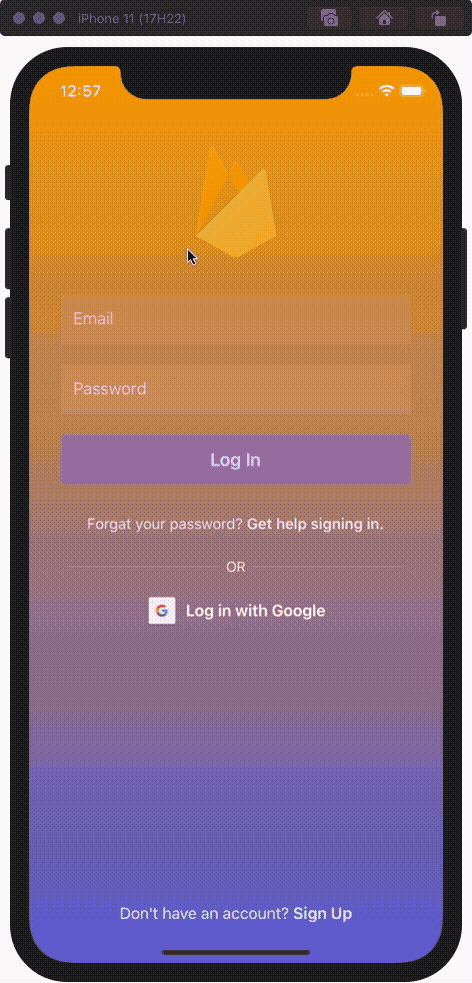 iPhone 11 (17H22)
12:57
Email
Password
Log In
Forgat your password? Get help signing in.
OR
G Log in with Google
Don't have an account? Sign Up